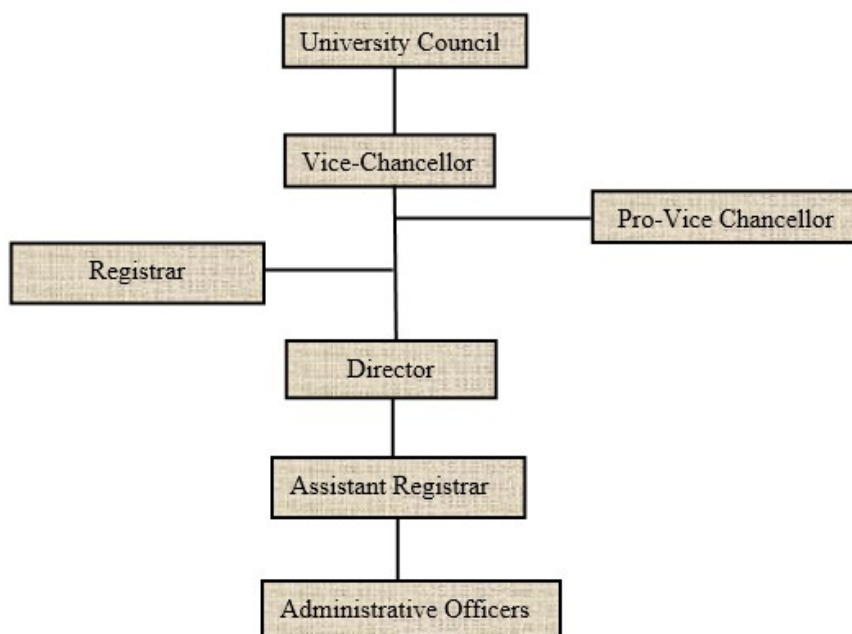 University Council
Vice-Chancellor
Pro-Vice Chancellor
Registrar
Director
Assistant Registrar
Administrative Officers